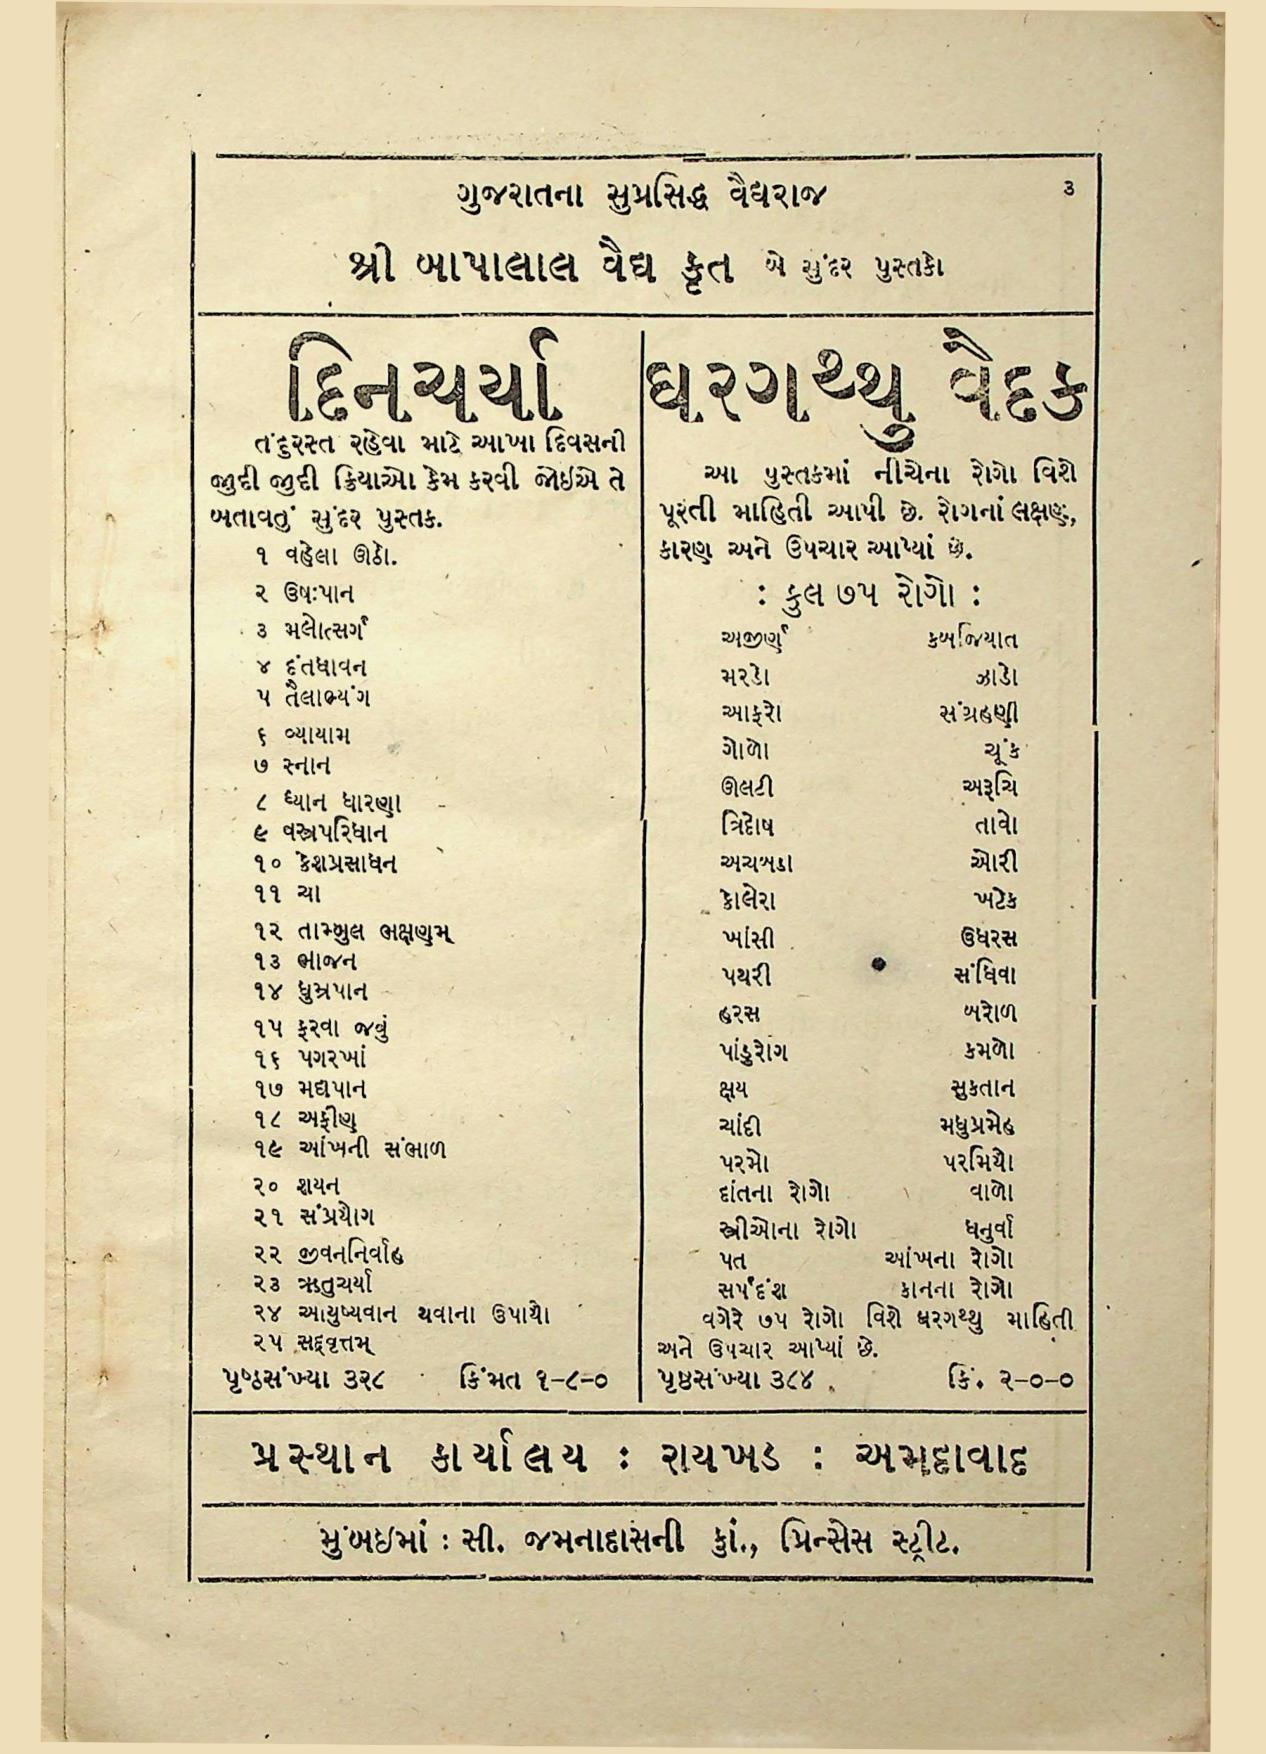 ગુજરાતના સુપ્રસિદ્ધ વૈદ્યરાજ
૩
શ્રી બાપાલાલ વૈદ્ય કૃત બે સુંદર પુસ્તકો
દિનચર્યા
તંદુરસ્ત રહેવા માટે આખા દિવસની
જુદી જુદી ક્રિયાઓ કેમ કરવી જોઇએ તે
બતાવતું સુંદર પુસ્તક.
૧ વહેલા ઊઠો.
૨ ઉષઃપાન
૩ મલોત્સર્ગ
૪ દંતધાવન
૫ તૈલાભ્યંગ
૬ વ્યાયામ
૭ સ્નાન
૮ ધ્યાન ધારણા
૯ વસ્ત્રપરિધાન
૧૦ કેશપ્રસાધન
૧૧ ચા
૧૨ તામ્બુલ ભક્ષણમ્
૧૩ ભોજન
૧૪ ધુમ્રપાન
૧૫ ફરવા જવું
૧૬ પગરખાં
૧૭ મદ્યપાન
૧૮ અફીણ
૧૯ આંખની સંભાળ
૨૦ શયન
૨૧ સંપ્રયોગ
૨૨ જીવનનિર્વાહ
૨૩ ઋતુચર્યા
૨૪ આયુષ્યવાન થવાના ઉપાયો
૨૫ સદ્વૃત્તમ્
પૃષ્ઠસંખ્યા ૩૨૮ કિંમત ૧-૮-૦
ઘરગથ્થુ વૈદક
આ પુસ્તકમાં નીચેના રોગો વિશે
પૂરતી માહિતી આપી છે. રોગનાં લક્ષણ,
કારણ અને ઉપચાર આપ્યાં છે.
: કુલ ૭૫ રોગો :
અજીર્ણ કબજિયાત
મરડો ઝાડો
આફરો સંગ્રહણી
ગોળો ચૂંક
ઊલટી અરૂચિ
ત્રિદોષ તાવો
અચબડા ઓરી
કોલેરા ખટેક
ખાંસી ઉધરસ
પથરી સંધિવા
હરસ બરોળ
પાંડુરોગ કમળો
ક્ષય સુકતાન
ચાંદી મધુપ્રમેહ
પરમો પરમિયો
દાંતના રોગો વાળો
સ્ત્રીઓના રોગો ધનુર્વા
પત આંખના રોગો
સર્પદંશ કાનના રોગો
વગેરે ૭૫ રોગો વિશે ઘરગથ્થુ માહિતી
અને ઉપચાર આપ્યાં છે.
પૃષ્ઠસંખ્યા ૩૮૪ કિં. ૨-૦-૦
પ્રસ્થાન કાર્યાલય : રાયખડ : અમદાવાદ
મુંબઇમાં : સી. જમનાદાસની કું., પ્રિન્સેસ સ્ટ્રીટ.